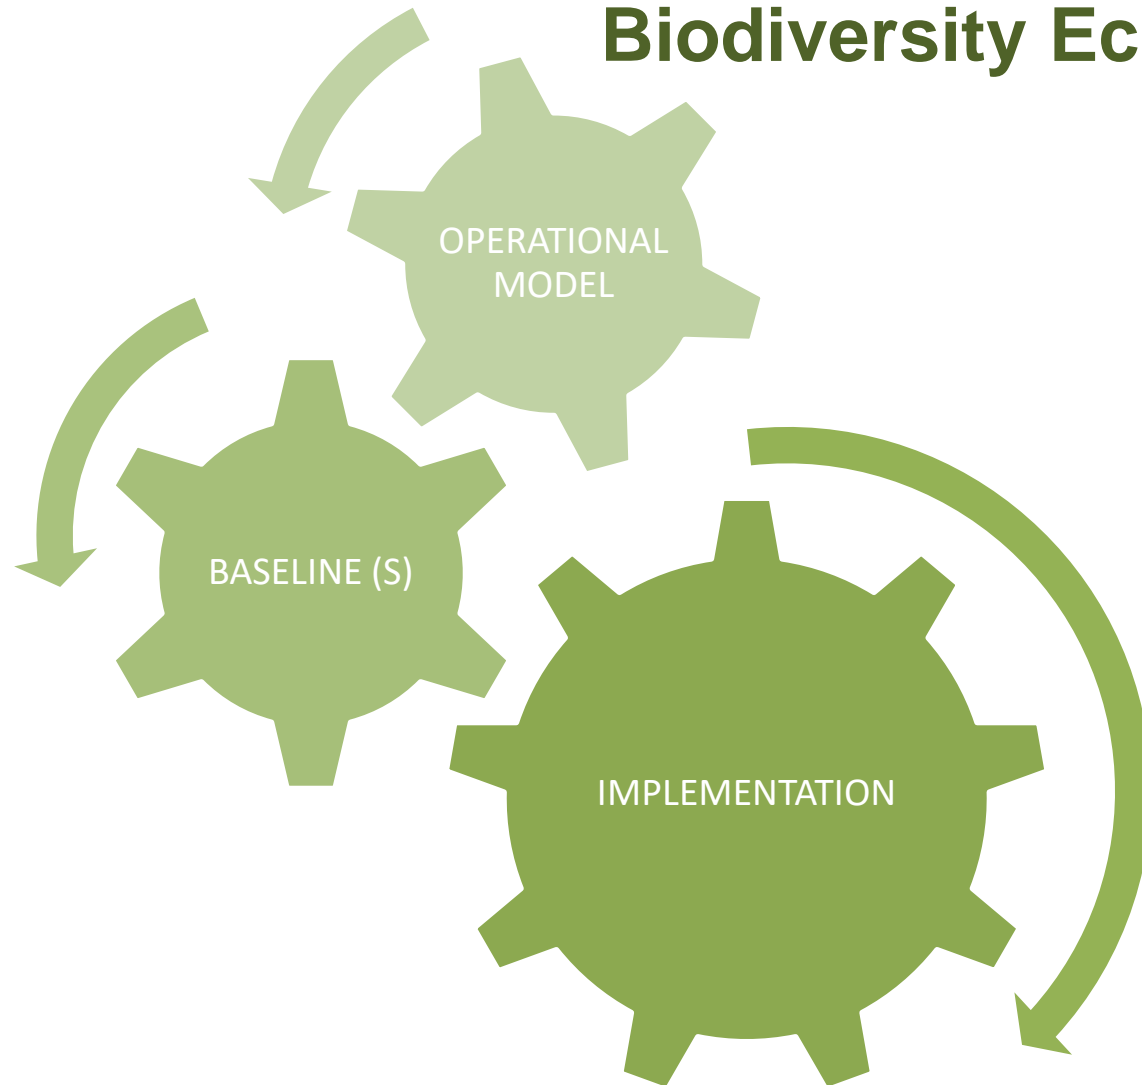 Biodiversity Ec
OPERATIONAL
MODEL
BASELINE (S)
IMPLEMENTATION